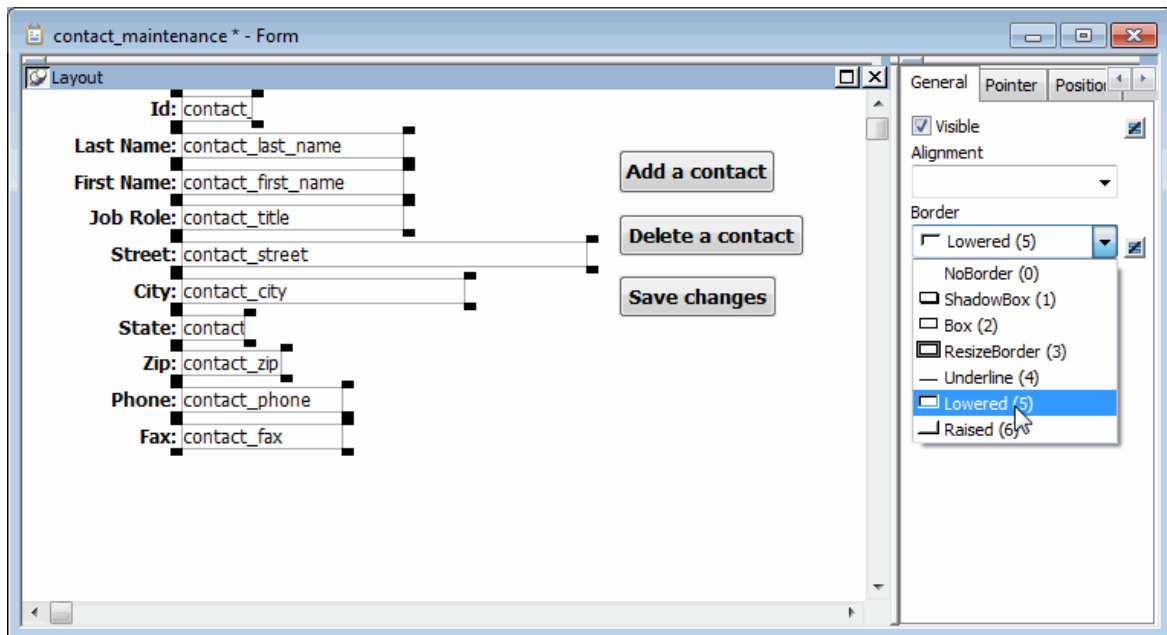 contact_maintenance * - Form
Layout
Id: contact_
Last Name: contact_last_name
First Name: contact_first_name
Job Role: contact_title
Street: contact_street
City: contact_city
State: contact
Zip: contact_zip
Phone: contact_phone
Fax: contact_fax
Add a contact
Delete a contact
Save changes
General Pointer Position
Visible
Alignment
Border
Lowered (5)
NoBorder (0)
ShadowBox (1)
Box (2)
ResizeBorder (3)
Underline (4)
Lowered (5)
Raised (6)